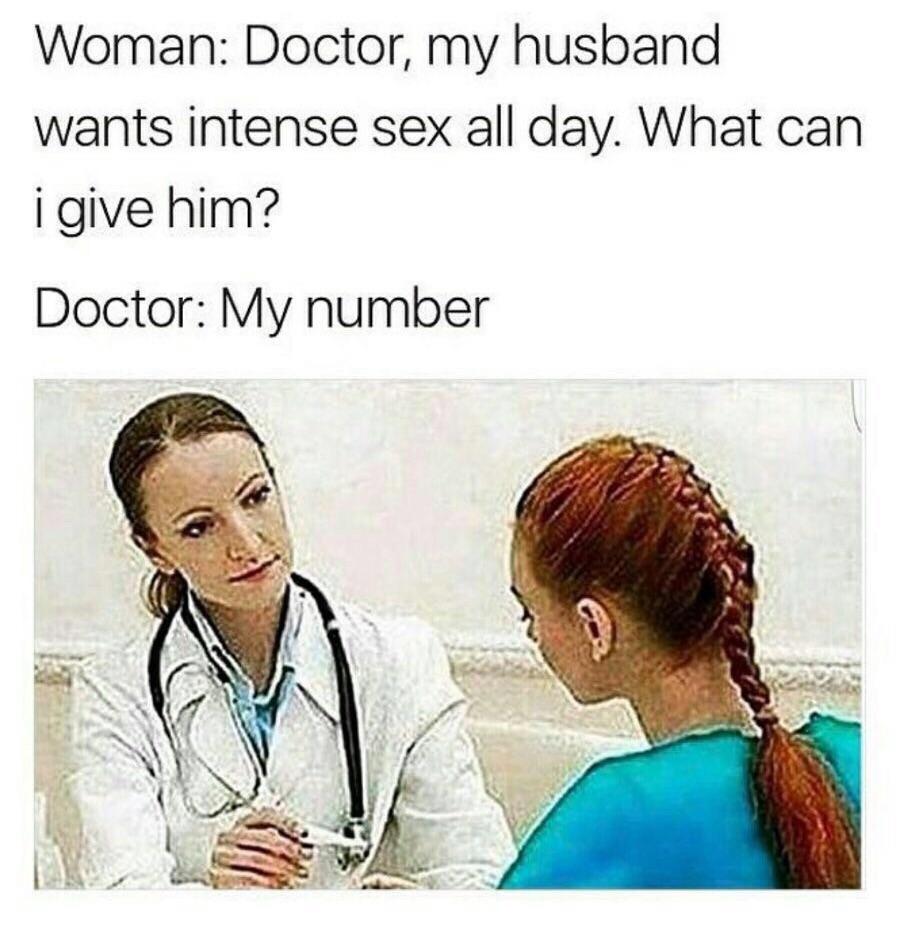 Woman: Doctor, my husband
wants intense sex all day. What can
i give him?
Doctor: My number